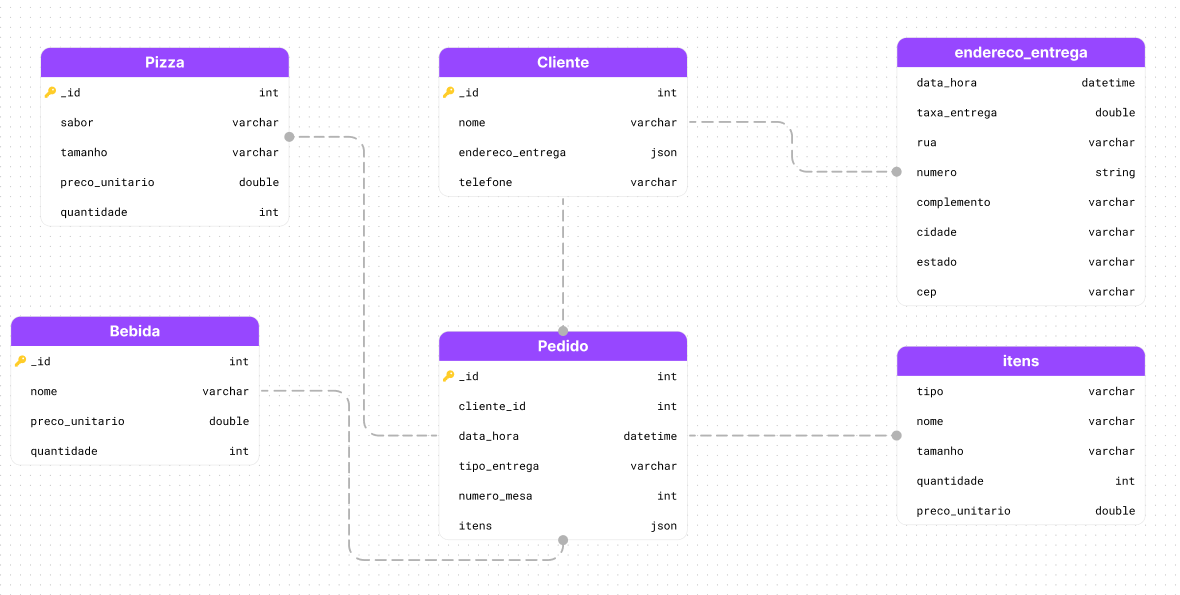 Pizza
_id int
sabor varchar
tamanho varchar
preco_unitario double
quantidade int
Cliente
_id int
nome varchar
endereco_entrega json
telefone varchar
endereco_entrega
data_hora datetime
taxa_entrega double
rua varchar
numero string
complemento varchar
cidade varchar
estado varchar
cep varchar
Bebida
_id int
nome varchar
preco_unitario double
quantidade int
Pedido
_id int
cliente_id int
data_hora datetime
tipo_entrega varchar
numero_mesa int
itens json
itens
tipo varchar
nome varchar
tamanho varchar
quantidade int
preco_unitario double